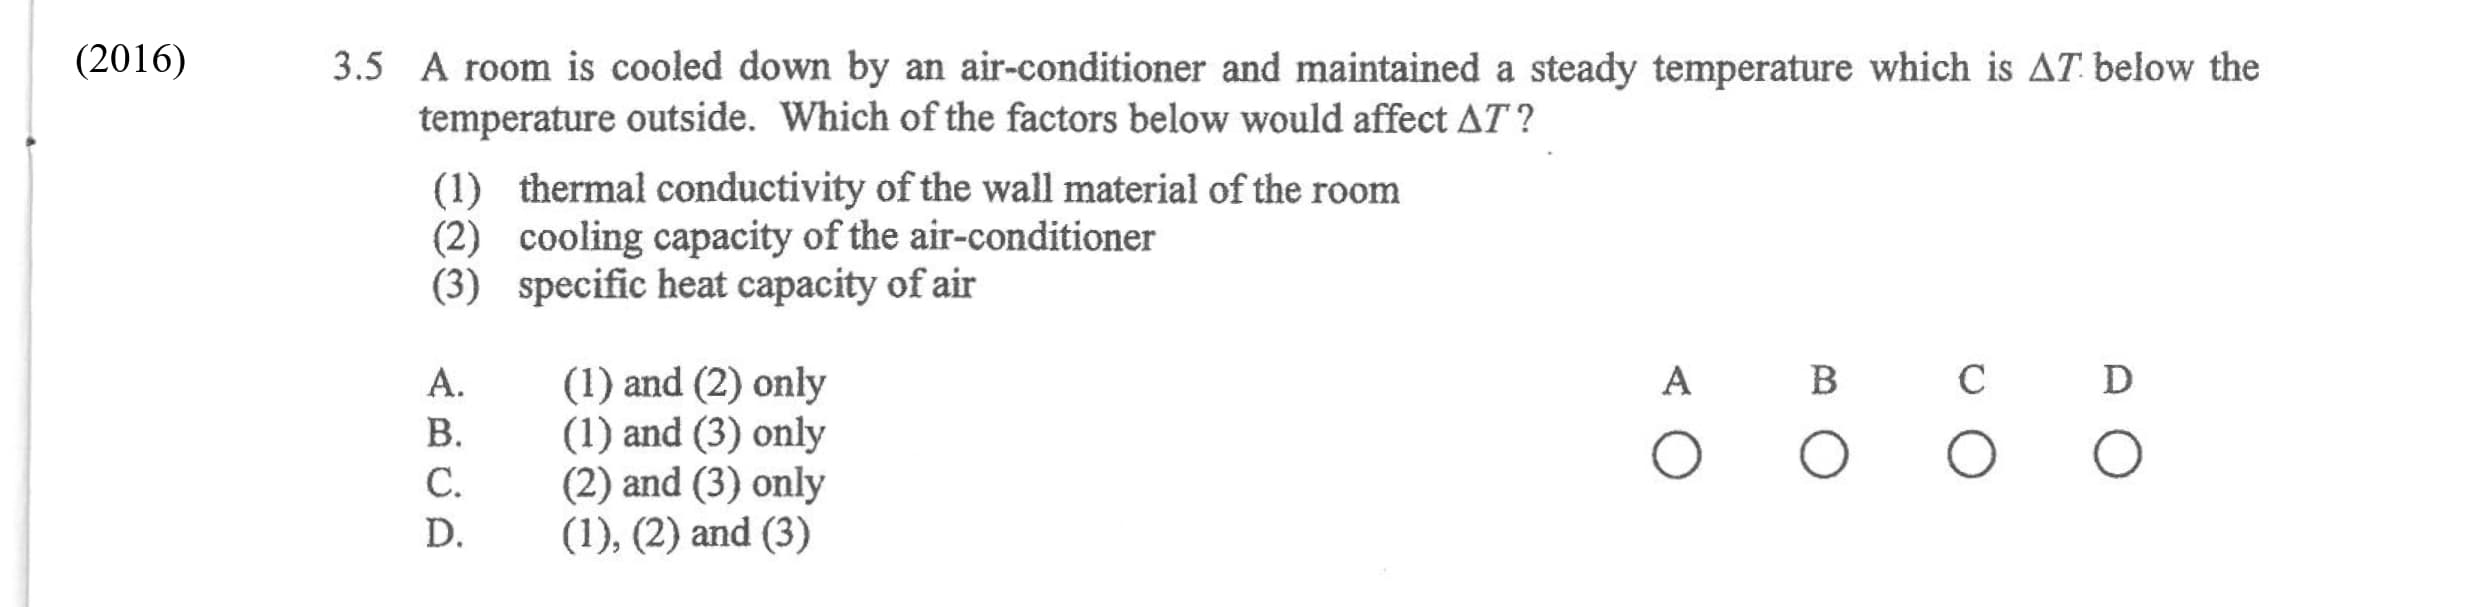 (2016)
3.5 A room is cooled down by an air-conditioner and maintained a steady temperature which is ΔT below the
temperature outside. Which of the factors below would affect ΔT?
(1) thermal conductivity of the wall material of the room
(2) cooling capacity of the air-conditioner
(3) specific heat capacity of air
A. (1) and (2) only
B. (1) and (3) only
C. (2) and (3) only
D. (1), (2) and (3)
A B C D